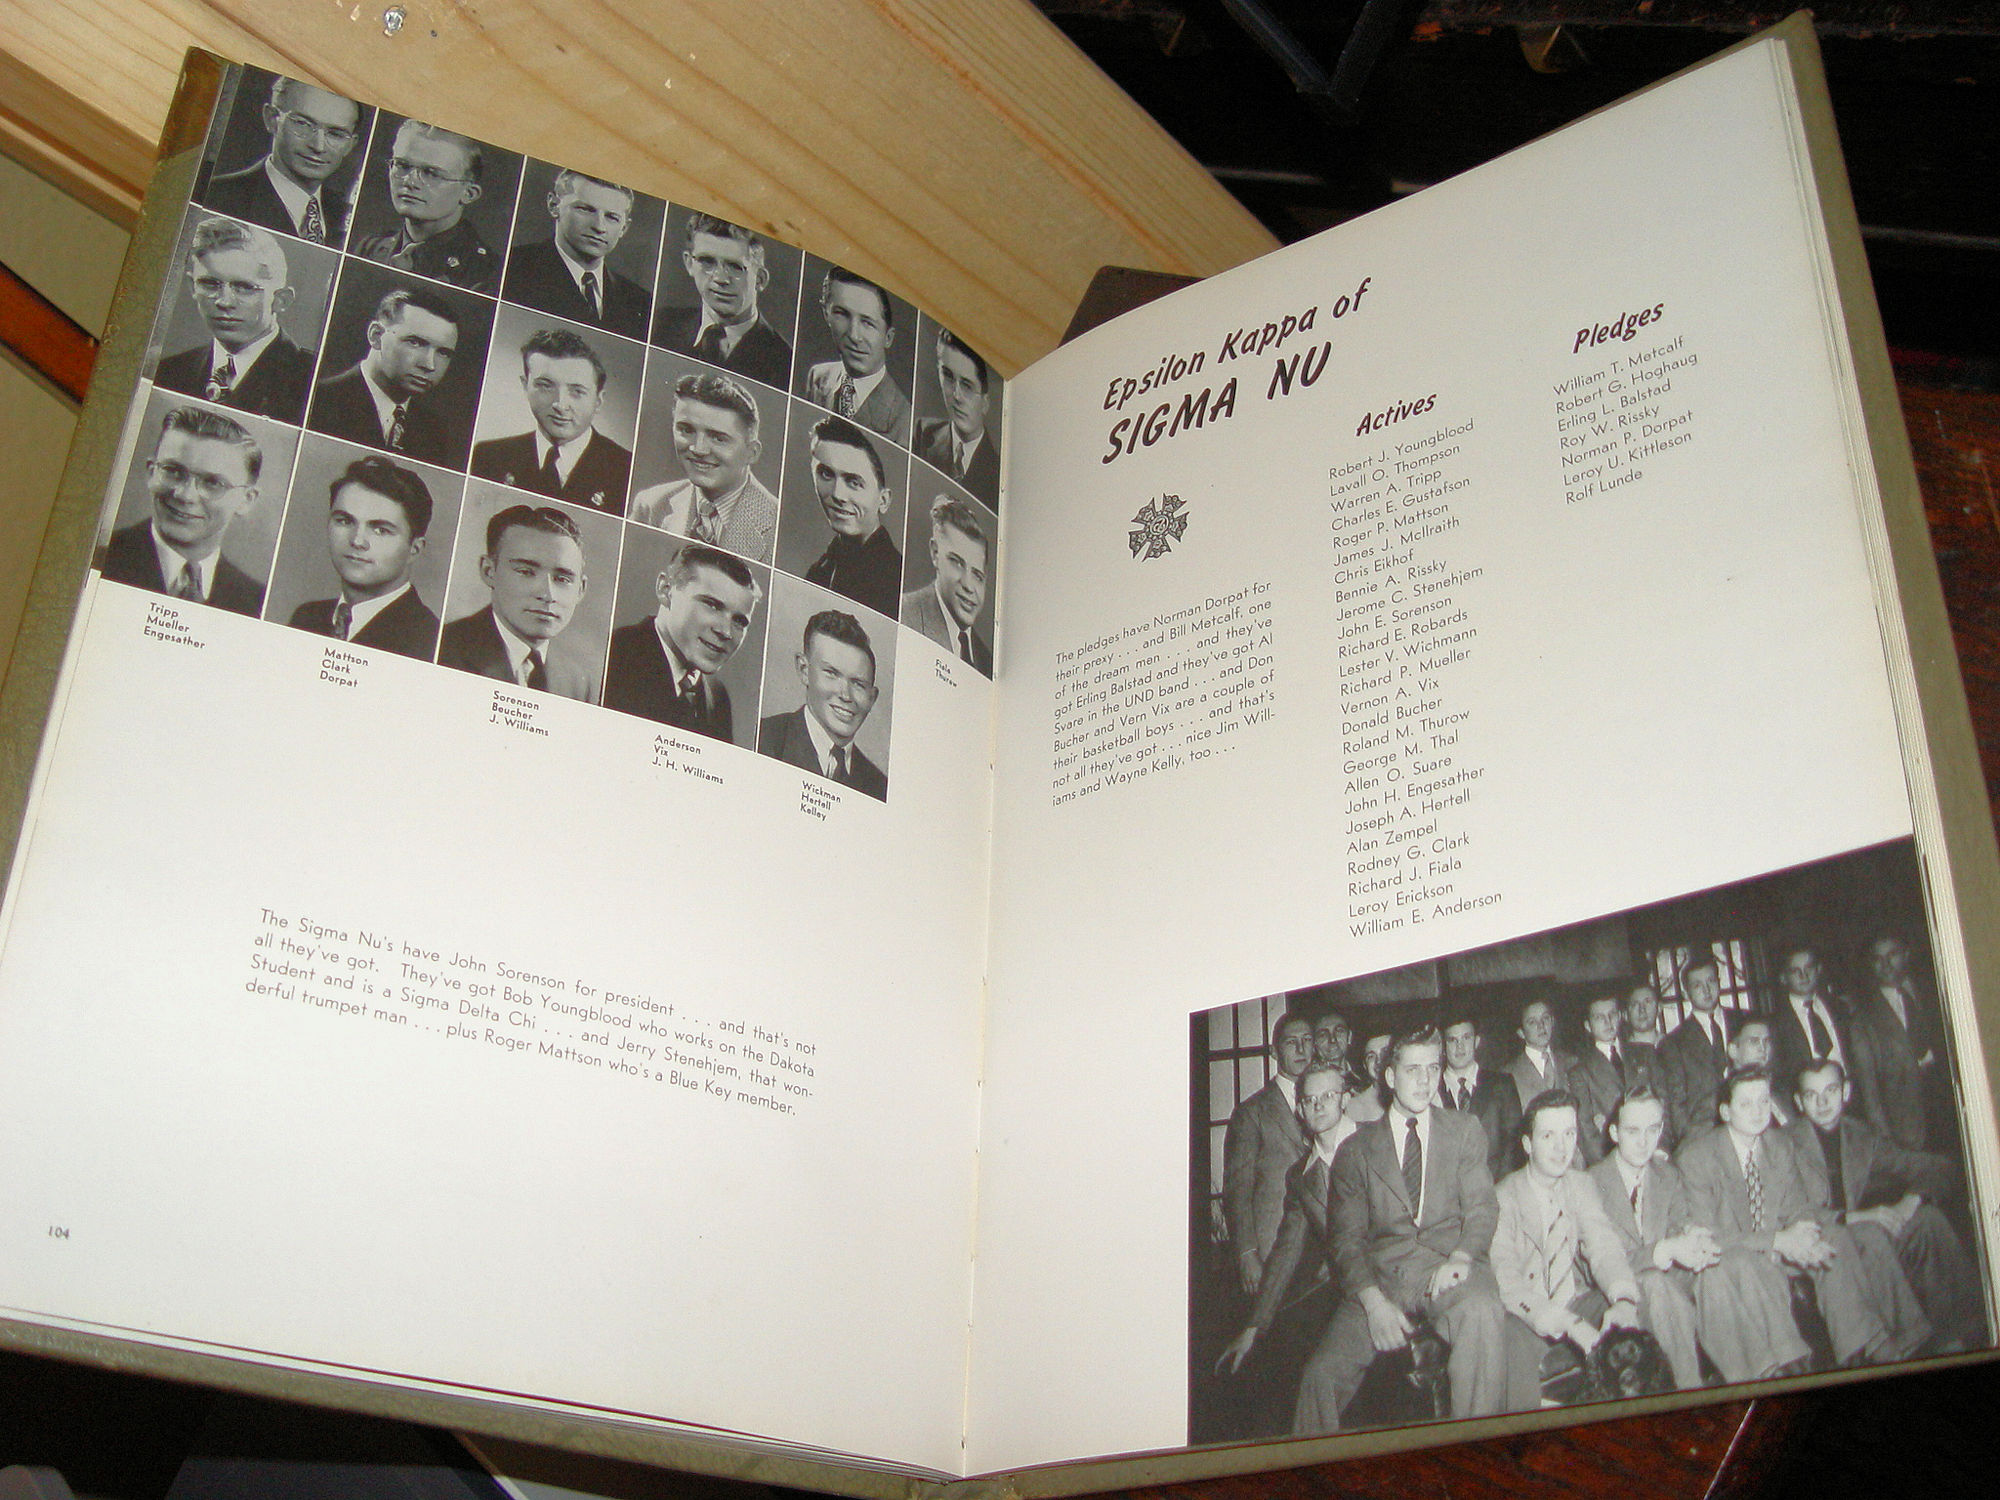 Tripp
Mueller
Engesather
Mattson
Clark
Dorpat
Sorenson
Beucher
J. Williams
Anderson
Vix
J. H. Williams
Wickman
Hertell
Kelley
Fiala
Thurow
The Sigma Nu's have John Sorenson for president . . . and that's not
all they've got. They've got Bob Youngblood who works on the Dakota
Student and is a Sigma Delta Chi . . . and Jerry Stenehjem, that won-
derful trumpet man . . . plus Roger Mattson who's a Blue Key member.
104
Epsilon Kappa of
SIGMA NU
The pledges have Norman Dorpat for
their prexy . . . and Bill Metcalf, one
of the dream men . . . and they've
got Erling Balstad and they've got Al
Svare in the UND band . . . and Don
Bucher and Vern Vix are a couple of
their basketball boys . . . and that's
not all they've got . . . nice Jim Will-
iams and Wayne Kelly, too . . .
Actives
Robert J. Youngblood
Lavall O. Thompson
Warren A. Tripp
Charles E. Gustafson
Roger P. Mattson
James J. McIlraith
Chris Eikhof
Bennie A. Rissky
Jerome C. Stenehjem
John E. Sorenson
Richard E. Robards
Lester V. Wichmann
Richard P. Mueller
Vernon A. Vix
Donald Bucher
Roland M. Thurow
George M. Thal
Allen O. Suare
John H. Engesather
Joseph A. Hertell
Alan Zempel
Rodney G. Clark
Richard J. Fiala
Leroy Erickson
William E. Anderson
Pledges
William T. Metcalf
Robert G. Hoghaug
Erling L. Balstad
Roy W. Rissky
Norman P. Dorpat
Leroy U. Kittleson
Rolf Lunde